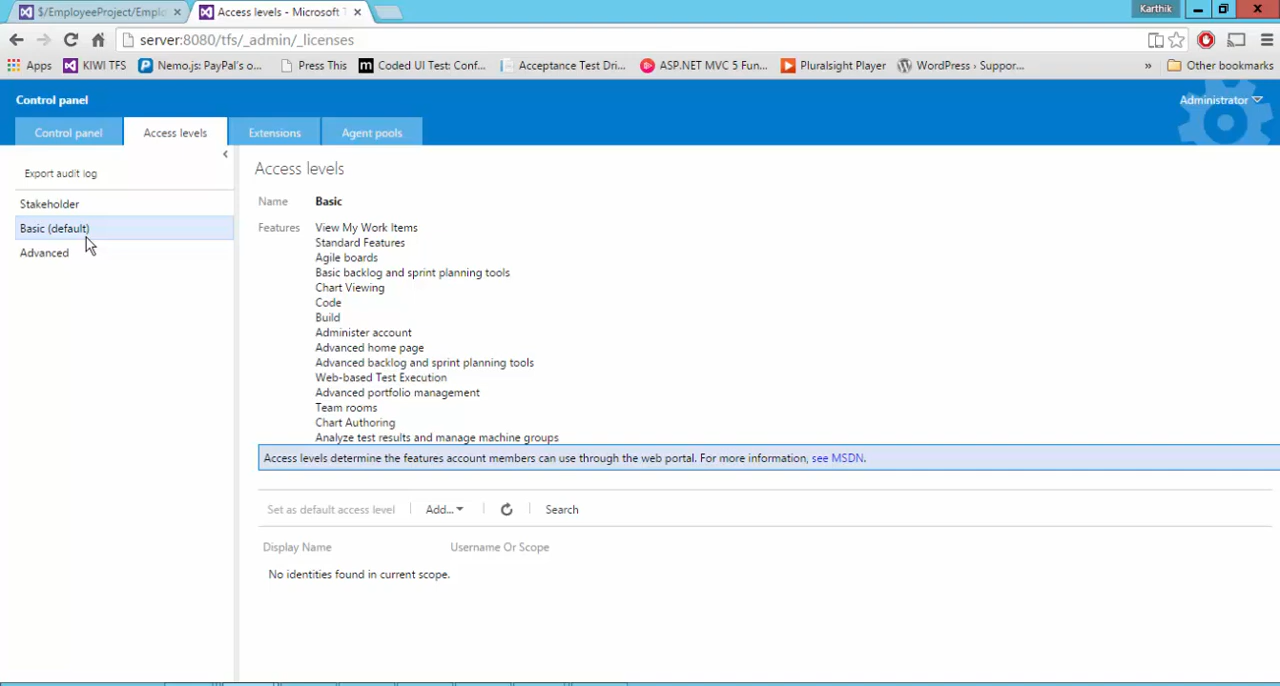 $/EmployeeProject/Emplo
Access levels - Microsoft T
Karthik
server:8080/tfs/_admin/_licenses
Apps
KIWI TFS
Nemo.js: PayPal's o...
Press This
Coded UI Test: Conf...
Acceptance Test Dri...
ASP.NET MVC 5 Fun...
Pluralsight Player
WordPress › Suppor...
»
Other bookmarks
Control panel
Administrator
Control panel
Access levels
Extensions
Agent pools
Export audit log
Stakeholder
Basic (default)
Advanced
Access levels
Name
Basic
Features
View My Work Items
Standard Features
Agile boards
Basic backlog and sprint planning tools
Chart Viewing
Code
Build
Administer account
Advanced home page
Advanced backlog and sprint planning tools
Web-based Test Execution
Advanced portfolio management
Team rooms
Chart Authoring
Analyze test results and manage machine groups
Access levels determine the features account members can use through the web portal. For more information, see MSDN.
Set as default access level
Add...
Search
Display Name
Username Or Scope
No identities found in current scope.